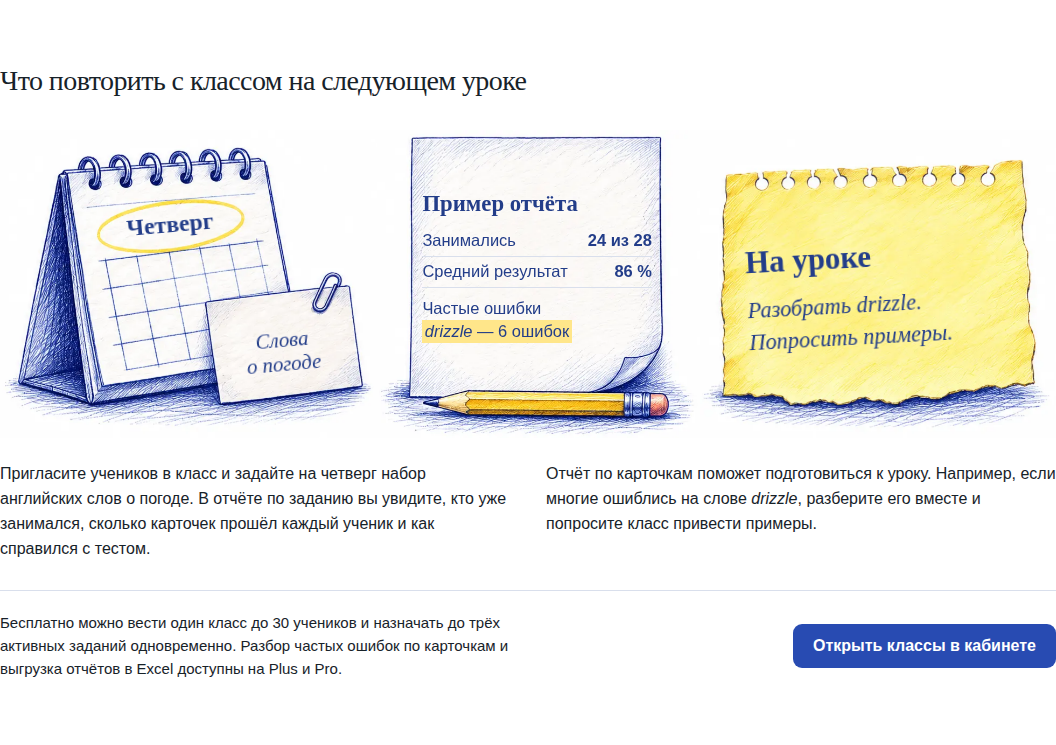 Что повторить с классом на следующем уроке
Четверг
Слова
о погоде
Пример отчёта
Занимались 24 из 28
Средний результат 86 %
Частые ошибки
drizzle — 6 ошибок
На уроке
Разобрать drizzle.
Попросить примеры.
Пригласите учеников в класс и задайте на четверг набор
английских слов о погоде. В отчёте по заданию вы увидите, кто уже
занимался, сколько карточек прошёл каждый ученик и как
справился с тестом.
Отчёт по карточкам поможет подготовиться к уроку. Например, если
многие ошиблись на слове drizzle, разберите его вместе и
попросите класс привести примеры.
Бесплатно можно вести один класс до 30 учеников и назначать до трёх
активных заданий одновременно. Разбор частых ошибок по карточкам и
выгрузка отчётов в Excel доступны на Plus и Pro.
Открыть классы в кабинете